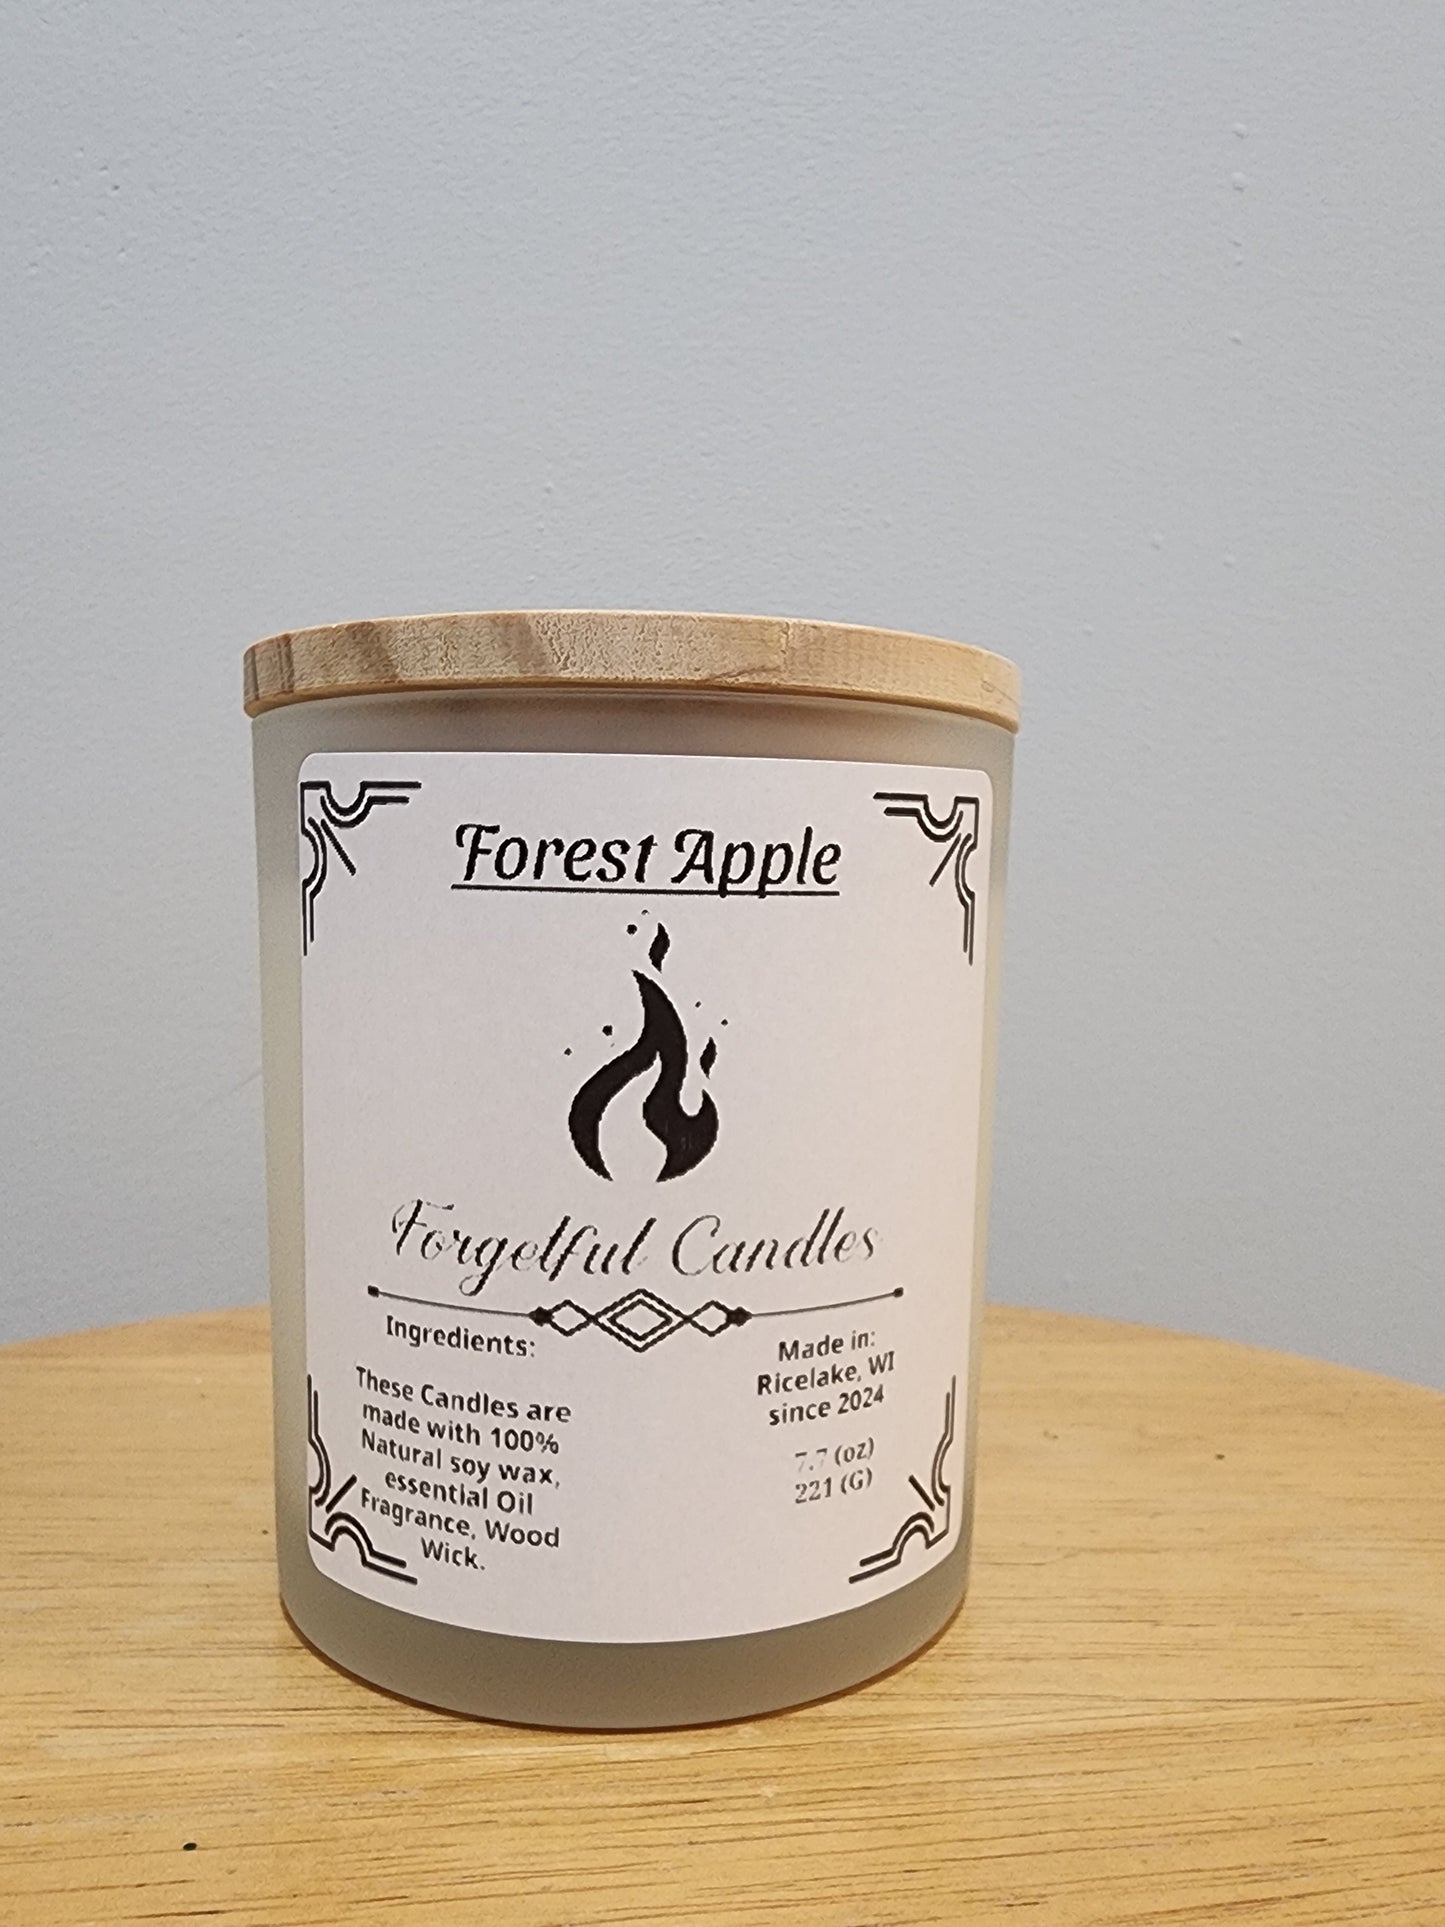 Forest Apple
Forgetful Candles
Ingredients:
These Candles are
made with 100%
Natural soy wax,
essential Oil
Fragrance, Wood
Wick.
Made in:
Ricelake, WI
since 2024
7.7 (oz)
221 (G)